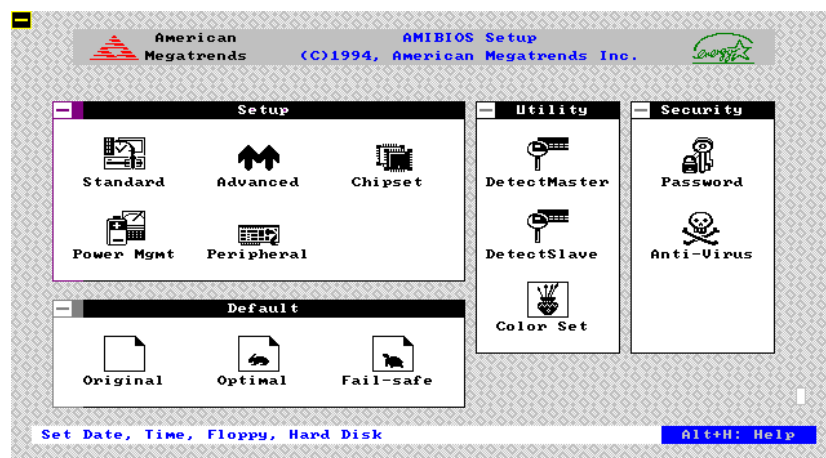 American
Megatrends
AMIBIOS Setup
(C)1994, American Megatrends Inc.
energy
Setup
Standard
Advanced
Chipset
Power Mgmt
Peripheral
Utility
DetectMaster
DetectSlave
Color Set
Security
Password
Anti-Virus
Default
Original
Optimal
Fail-safe
Set Date, Time, Floppy, Hard Disk
Alt+H: Help